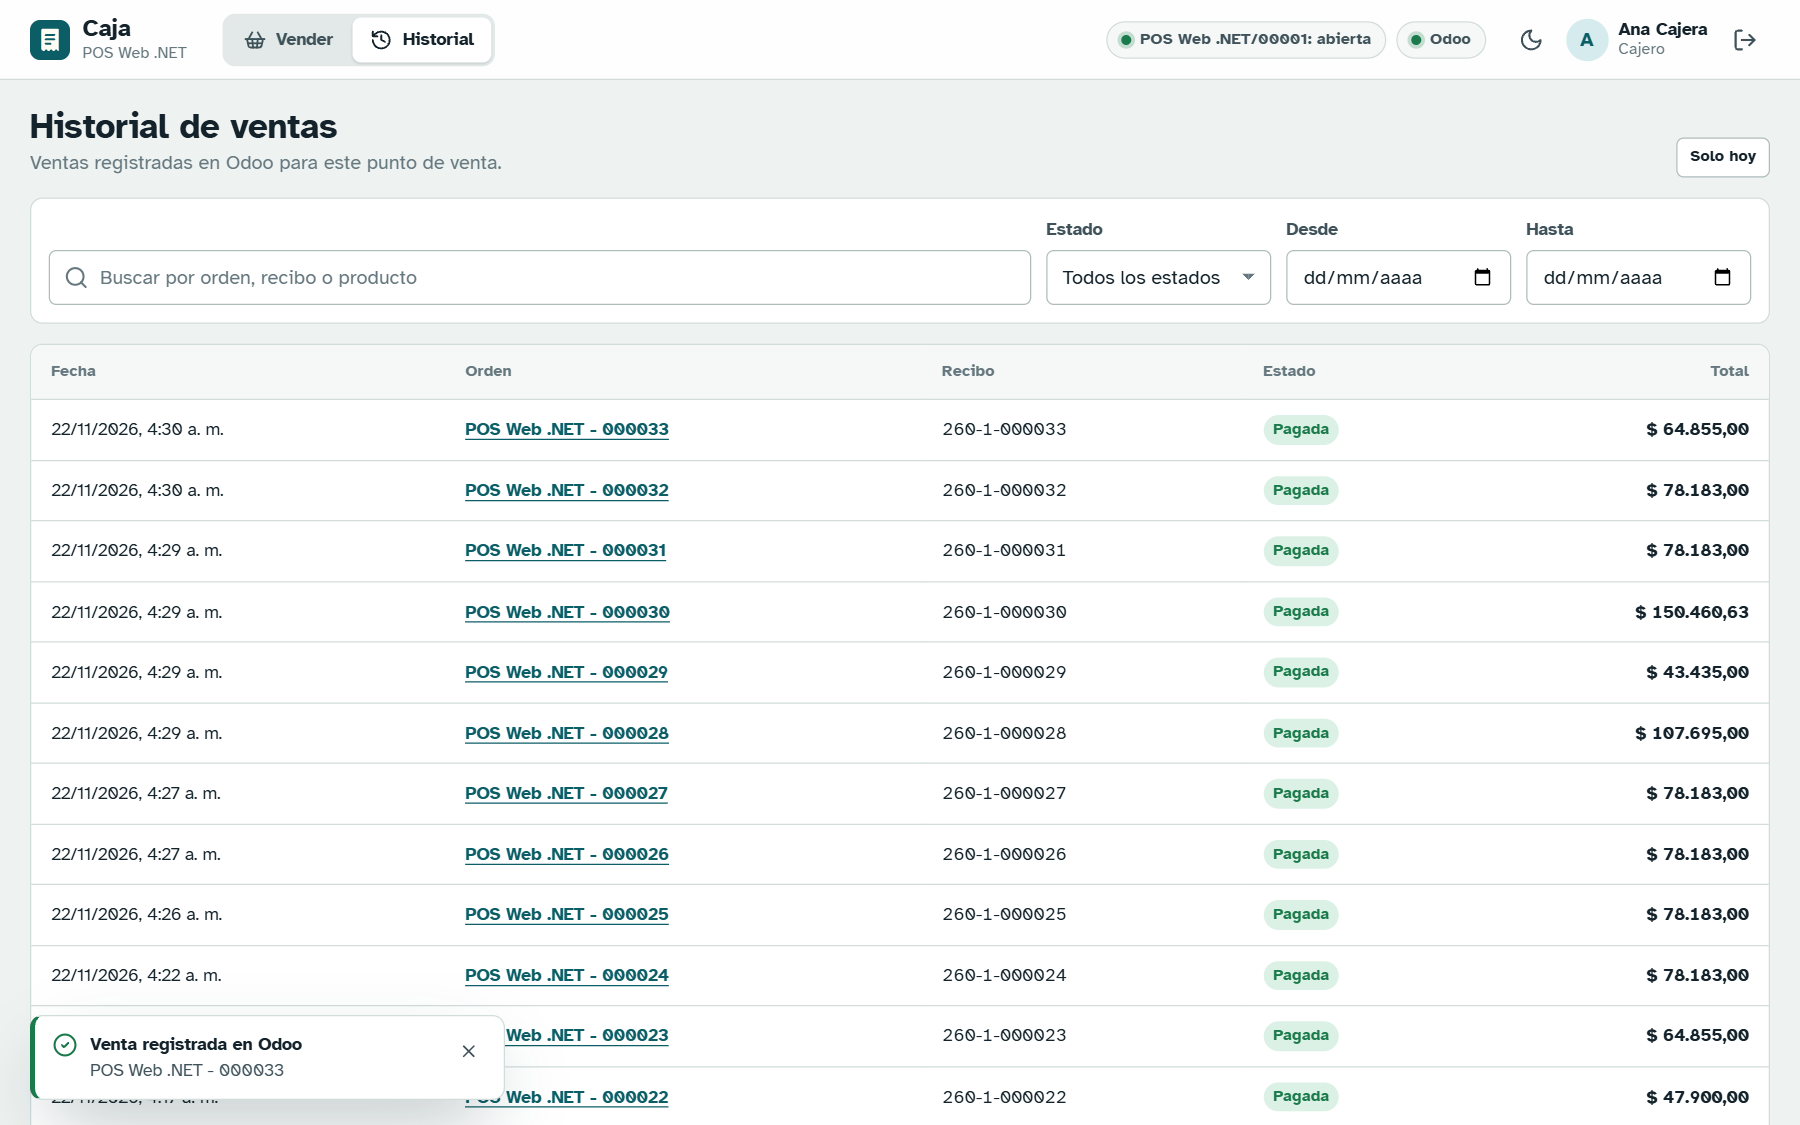 Caja
POS Web .NET
Vender
Historial
POS Web .NET/00001: abierta
Odoo
A
Ana Cajera
Cajero
Historial de ventas
Ventas registradas en Odoo para este punto de venta.
Solo hoy
Estado
Desde
Hasta
Buscar por orden, recibo o producto
Todos los estados
dd/mm/aaaa
dd/mm/aaaa
Fecha Orden Recibo Estado Total
22/11/2026, 4:30 a. m. POS Web .NET - 000033 260-1-000033 Pagada $ 64.855,00
22/11/2026, 4:30 a. m. POS Web .NET - 000032 260-1-000032 Pagada $ 78.183,00
22/11/2026, 4:29 a. m. POS Web .NET - 000031 260-1-000031 Pagada $ 78.183,00
22/11/2026, 4:29 a. m. POS Web .NET - 000030 260-1-000030 Pagada $ 150.460,63
22/11/2026, 4:29 a. m. POS Web .NET - 000029 260-1-000029 Pagada $ 43.435,00
22/11/2026, 4:29 a. m. POS Web .NET - 000028 260-1-000028 Pagada $ 107.695,00
22/11/2026, 4:27 a. m. POS Web .NET - 000027 260-1-000027 Pagada $ 78.183,00
22/11/2026, 4:27 a. m. POS Web .NET - 000026 260-1-000026 Pagada $ 78.183,00
22/11/2026, 4:26 a. m. POS Web .NET - 000025 260-1-000025 Pagada $ 78.183,00
22/11/2026, 4:22 a. m. POS Web .NET - 000024 260-1-000024 Pagada $ 78.183,00
Web .NET - 000023 260-1-000023 Pagada $ 64.855,00
Web .NET - 000022 260-1-000022 Pagada $ 47.900,00
Venta registrada en Odoo
POS Web .NET - 000033